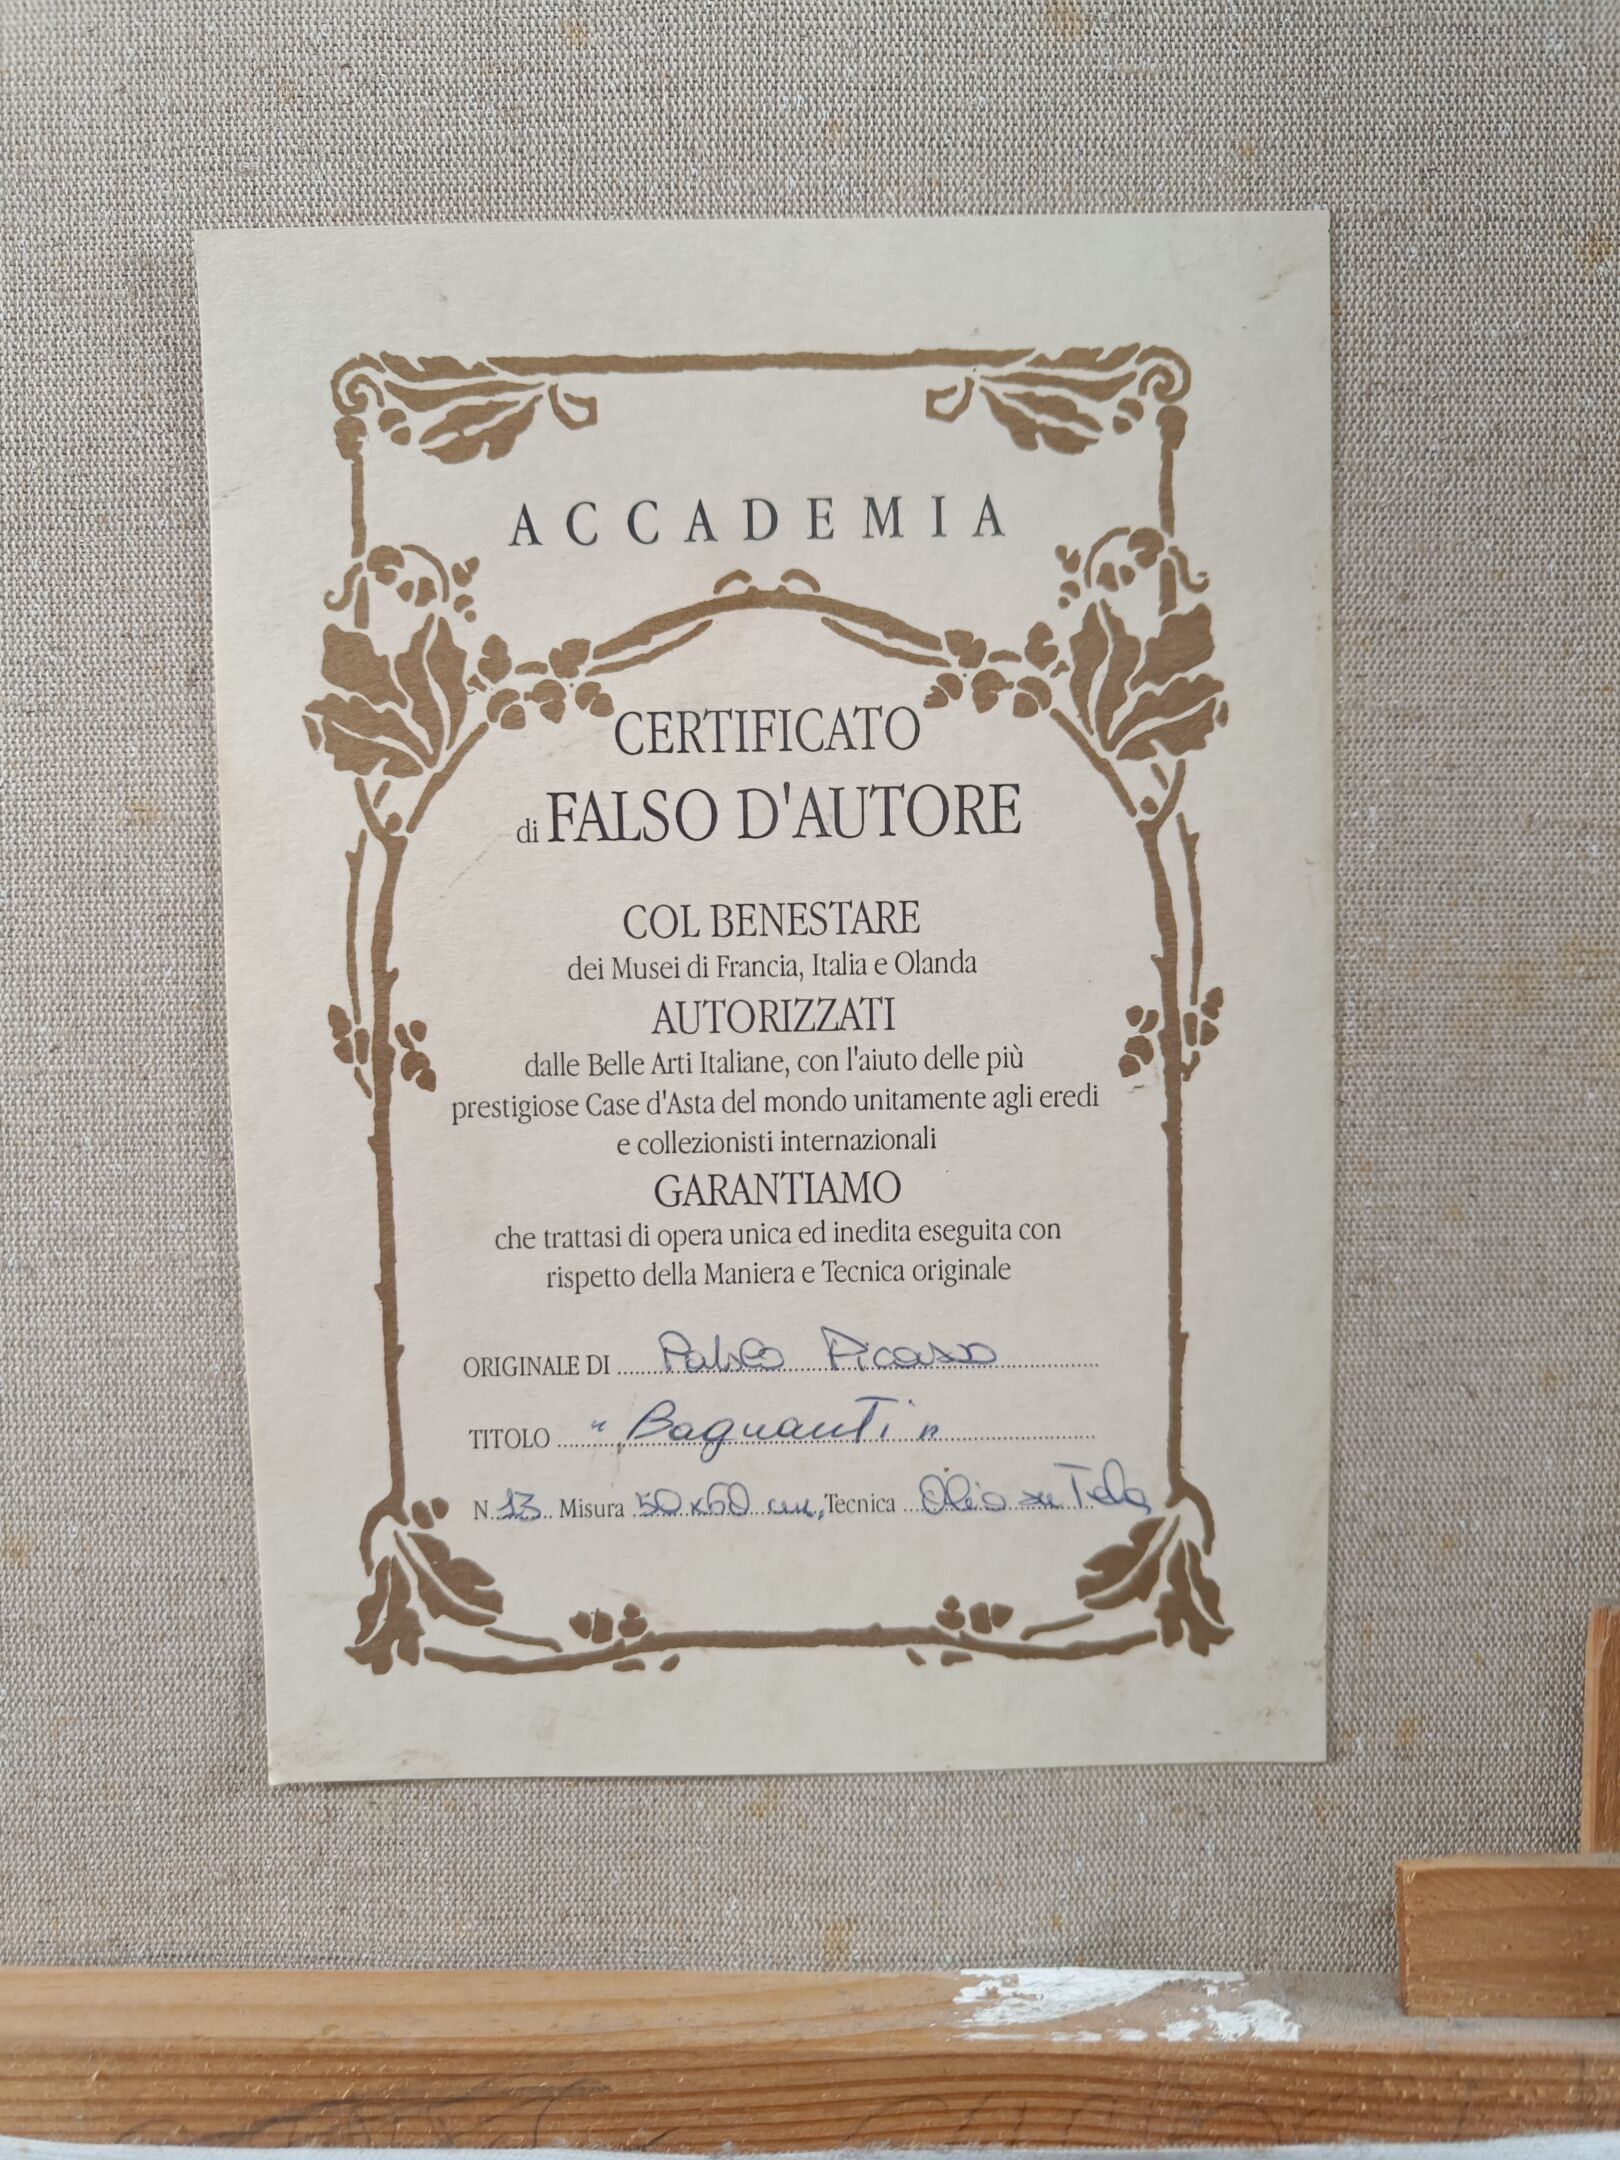 ACCADEMIA
CERTIFICATO
di FALSO D'AUTORE
COL BENESTARE
dei Musei di Francia, Italia e Olanda
AUTORIZZATI
dalle Belle Arti Italiane, con l'aiuto delle più
prestigiose Case d'Asta del mondo unitamente agli eredi
e collezionisti internazionali
GARANTIAMO
che trattasi di opera unica ed inedita eseguita con
rispetto della Maniera e Tecnica originale
ORIGINALE DI Pablo Picasso
TITOLO "Bagnanti"
N. 13 Misura 50x60 cm, Tecnica Olio su Tela